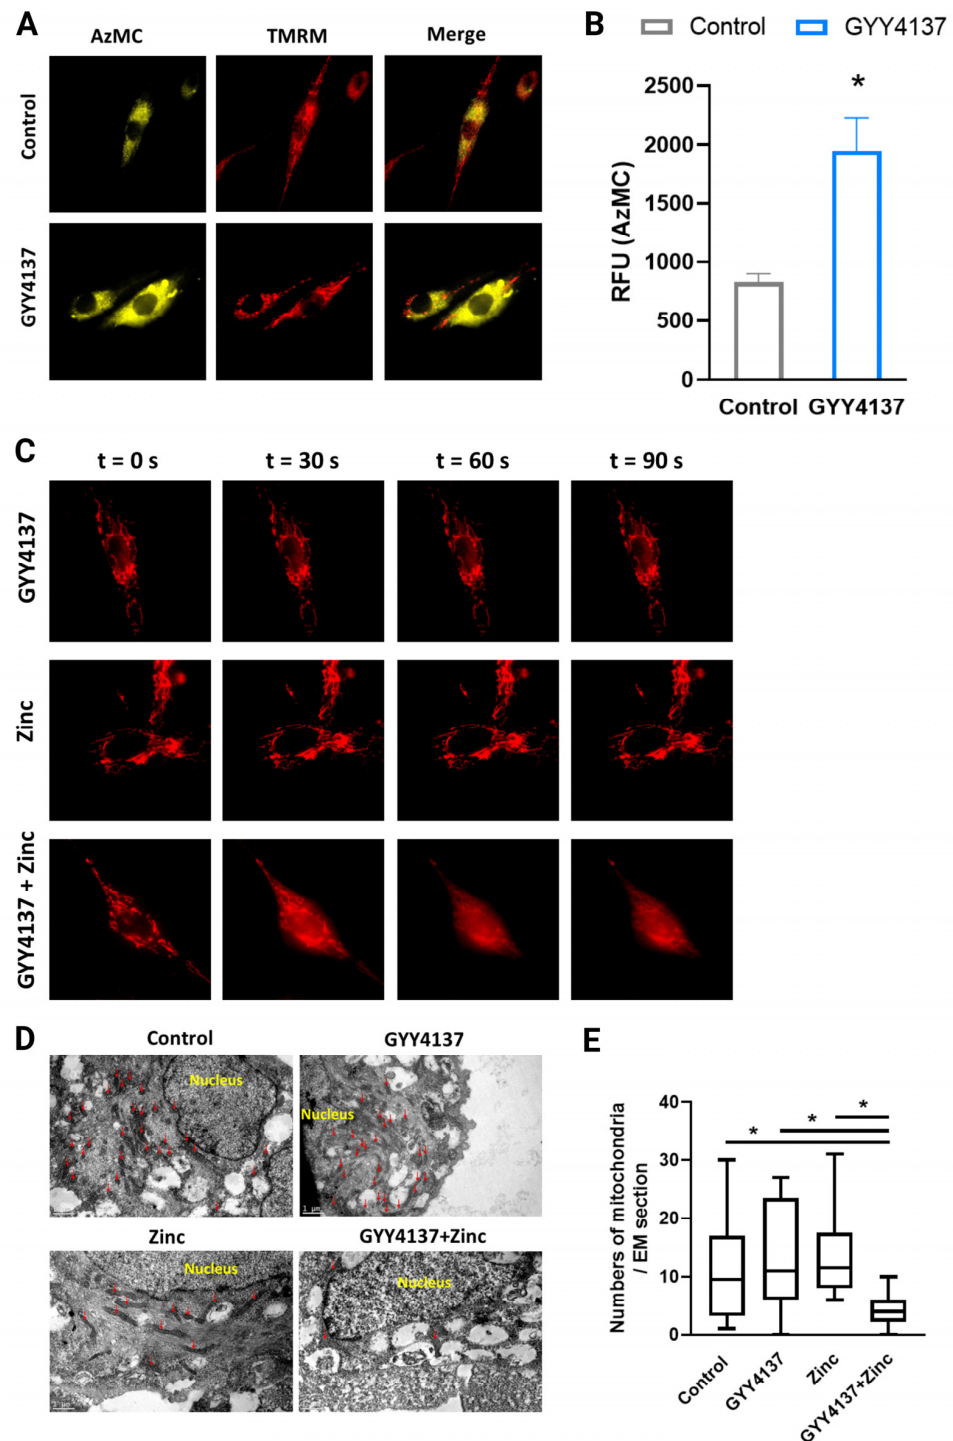 A
AzMC TMRM Merge
Control
GYY4137
B
Control GYY4137
*
2500
2000
1500
1000
500
0
RFU (AzMC)
Control GYY4137
C
t = 0 s t = 30 s t = 60 s t = 90 s
GYY4137
Zinc
GYY4137 + Zinc
D
Control GYY4137
Nucleus
Nucleus
1 µm
Zinc GYY4137+Zinc
Nucleus
Nucleus
E
40
30
20
10
0
Numbers of mitochondria
/ EM section
* * *
Control
GYY4137
Zinc
GYY4137+Zinc